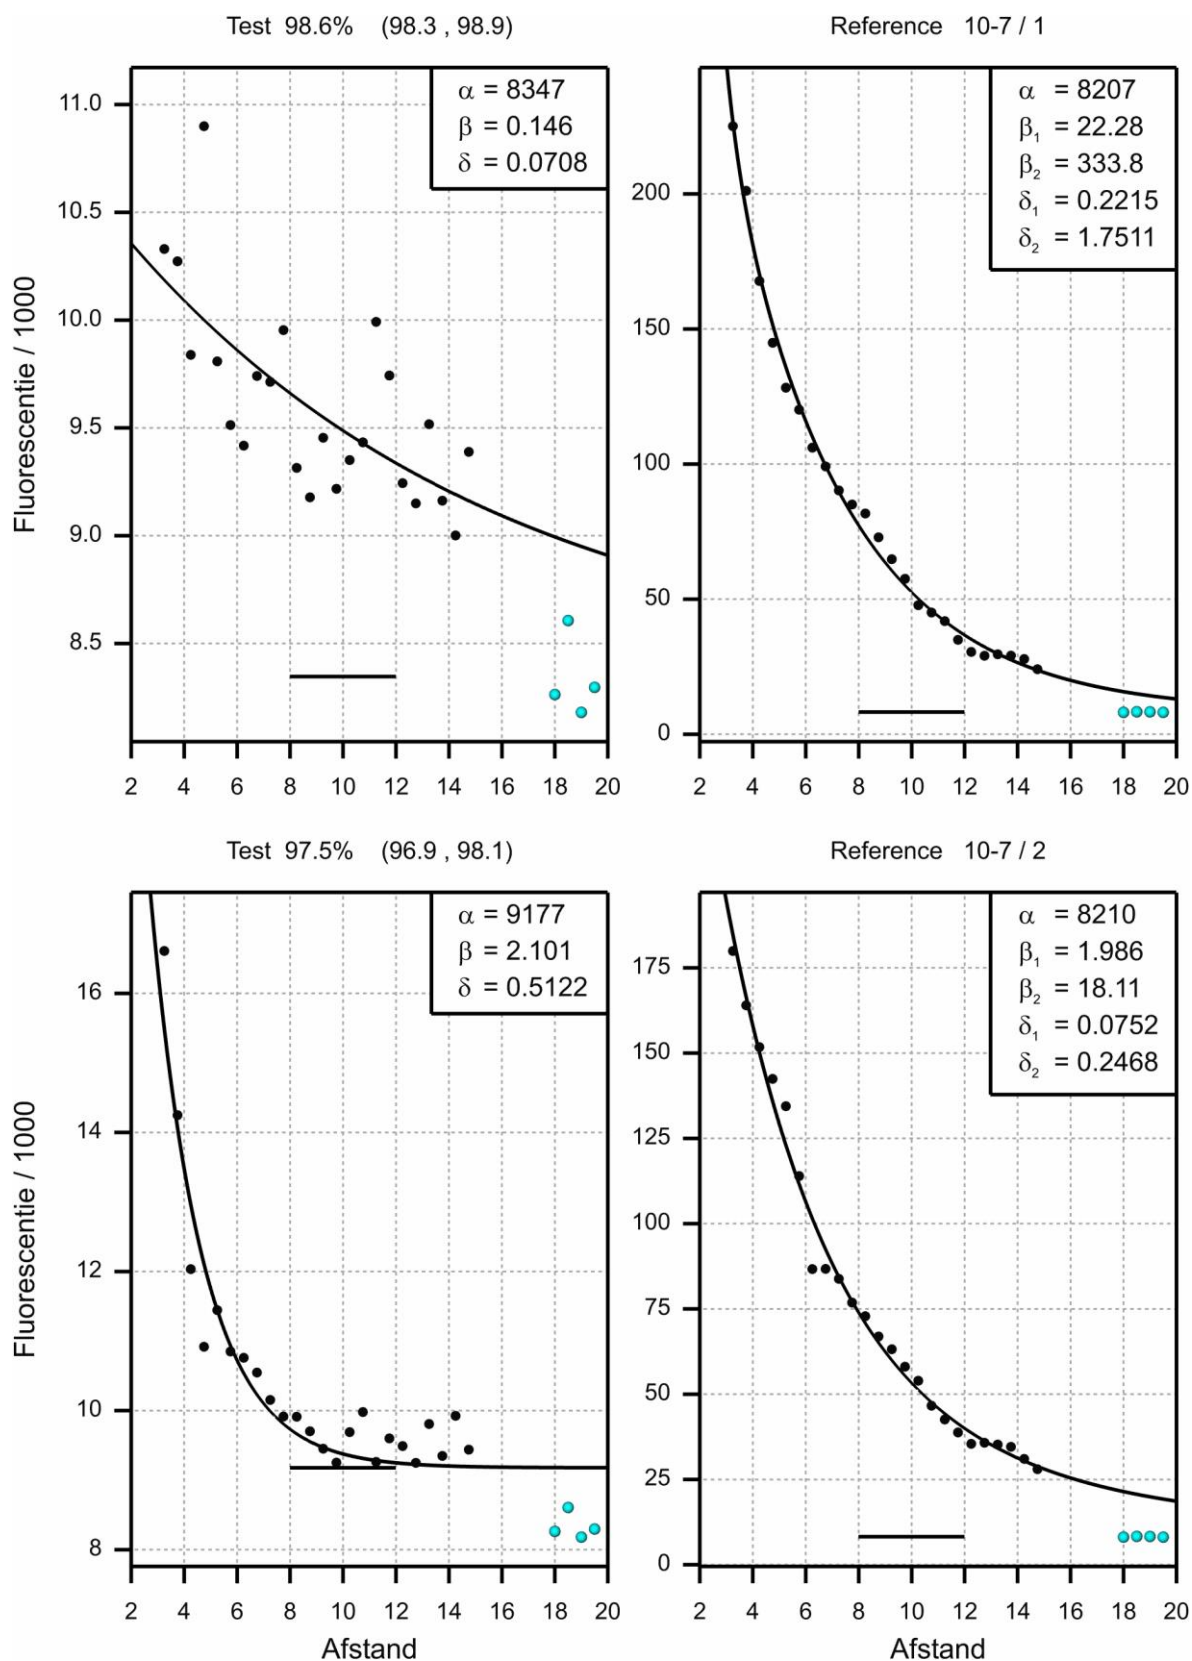 Test 98.6% (98.3 , 98.9)
α = 8347
β = 0.146
δ = 0.0708
Fluorescentie / 1000
11.0
10.5
10.0
9.5
9.0
8.5
2 4 6 8 10 12 14 16 18 20
Reference 10-7 / 1
α = 8207
β₁ = 22.28
β₂ = 333.8
δ₁ = 0.2215
δ₂ = 1.7511
200
150
100
50
0
2 4 6 8 10 12 14 16 18 20
Test 97.5% (96.9 , 98.1)
α = 9177
β = 2.101
δ = 0.5122
Fluorescentie / 1000
16
14
12
10
8
2 4 6 8 10 12 14 16 18 20
Afstand
Reference 10-7 / 2
α = 8210
β₁ = 1.986
β₂ = 18.11
δ₁ = 0.0752
δ₂ = 0.2468
175
150
125
100
75
50
25
0
2 4 6 8 10 12 14 16 18 20
Afstand